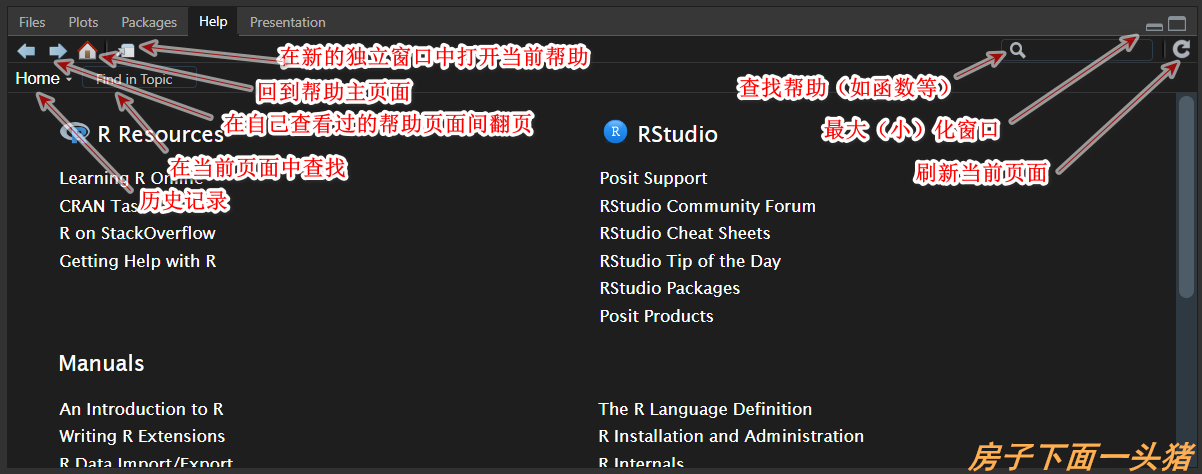 Files Plots Packages Help Presentation
在新的独立窗口中打开当前帮助
Home Find in Topic
查找帮助（如函数等）
回到帮助主页面
在自己查看过的帮助页面间翻页
最大（小）化窗口
R Resources
R RStudio
在当前页面中查找
刷新当前页面
Learning R Online
Posit Support
历史记录
CRAN Tas
RStudio Community Forum
R on StackOverflow
RStudio Cheat Sheets
Getting Help with R
RStudio Tip of the Day
RStudio Packages
Posit Products
Manuals
An Introduction to R
The R Language Definition
Writing R Extensions
R Installation and Administration
R Data Import/Export
R Internals
房子下面一头猪